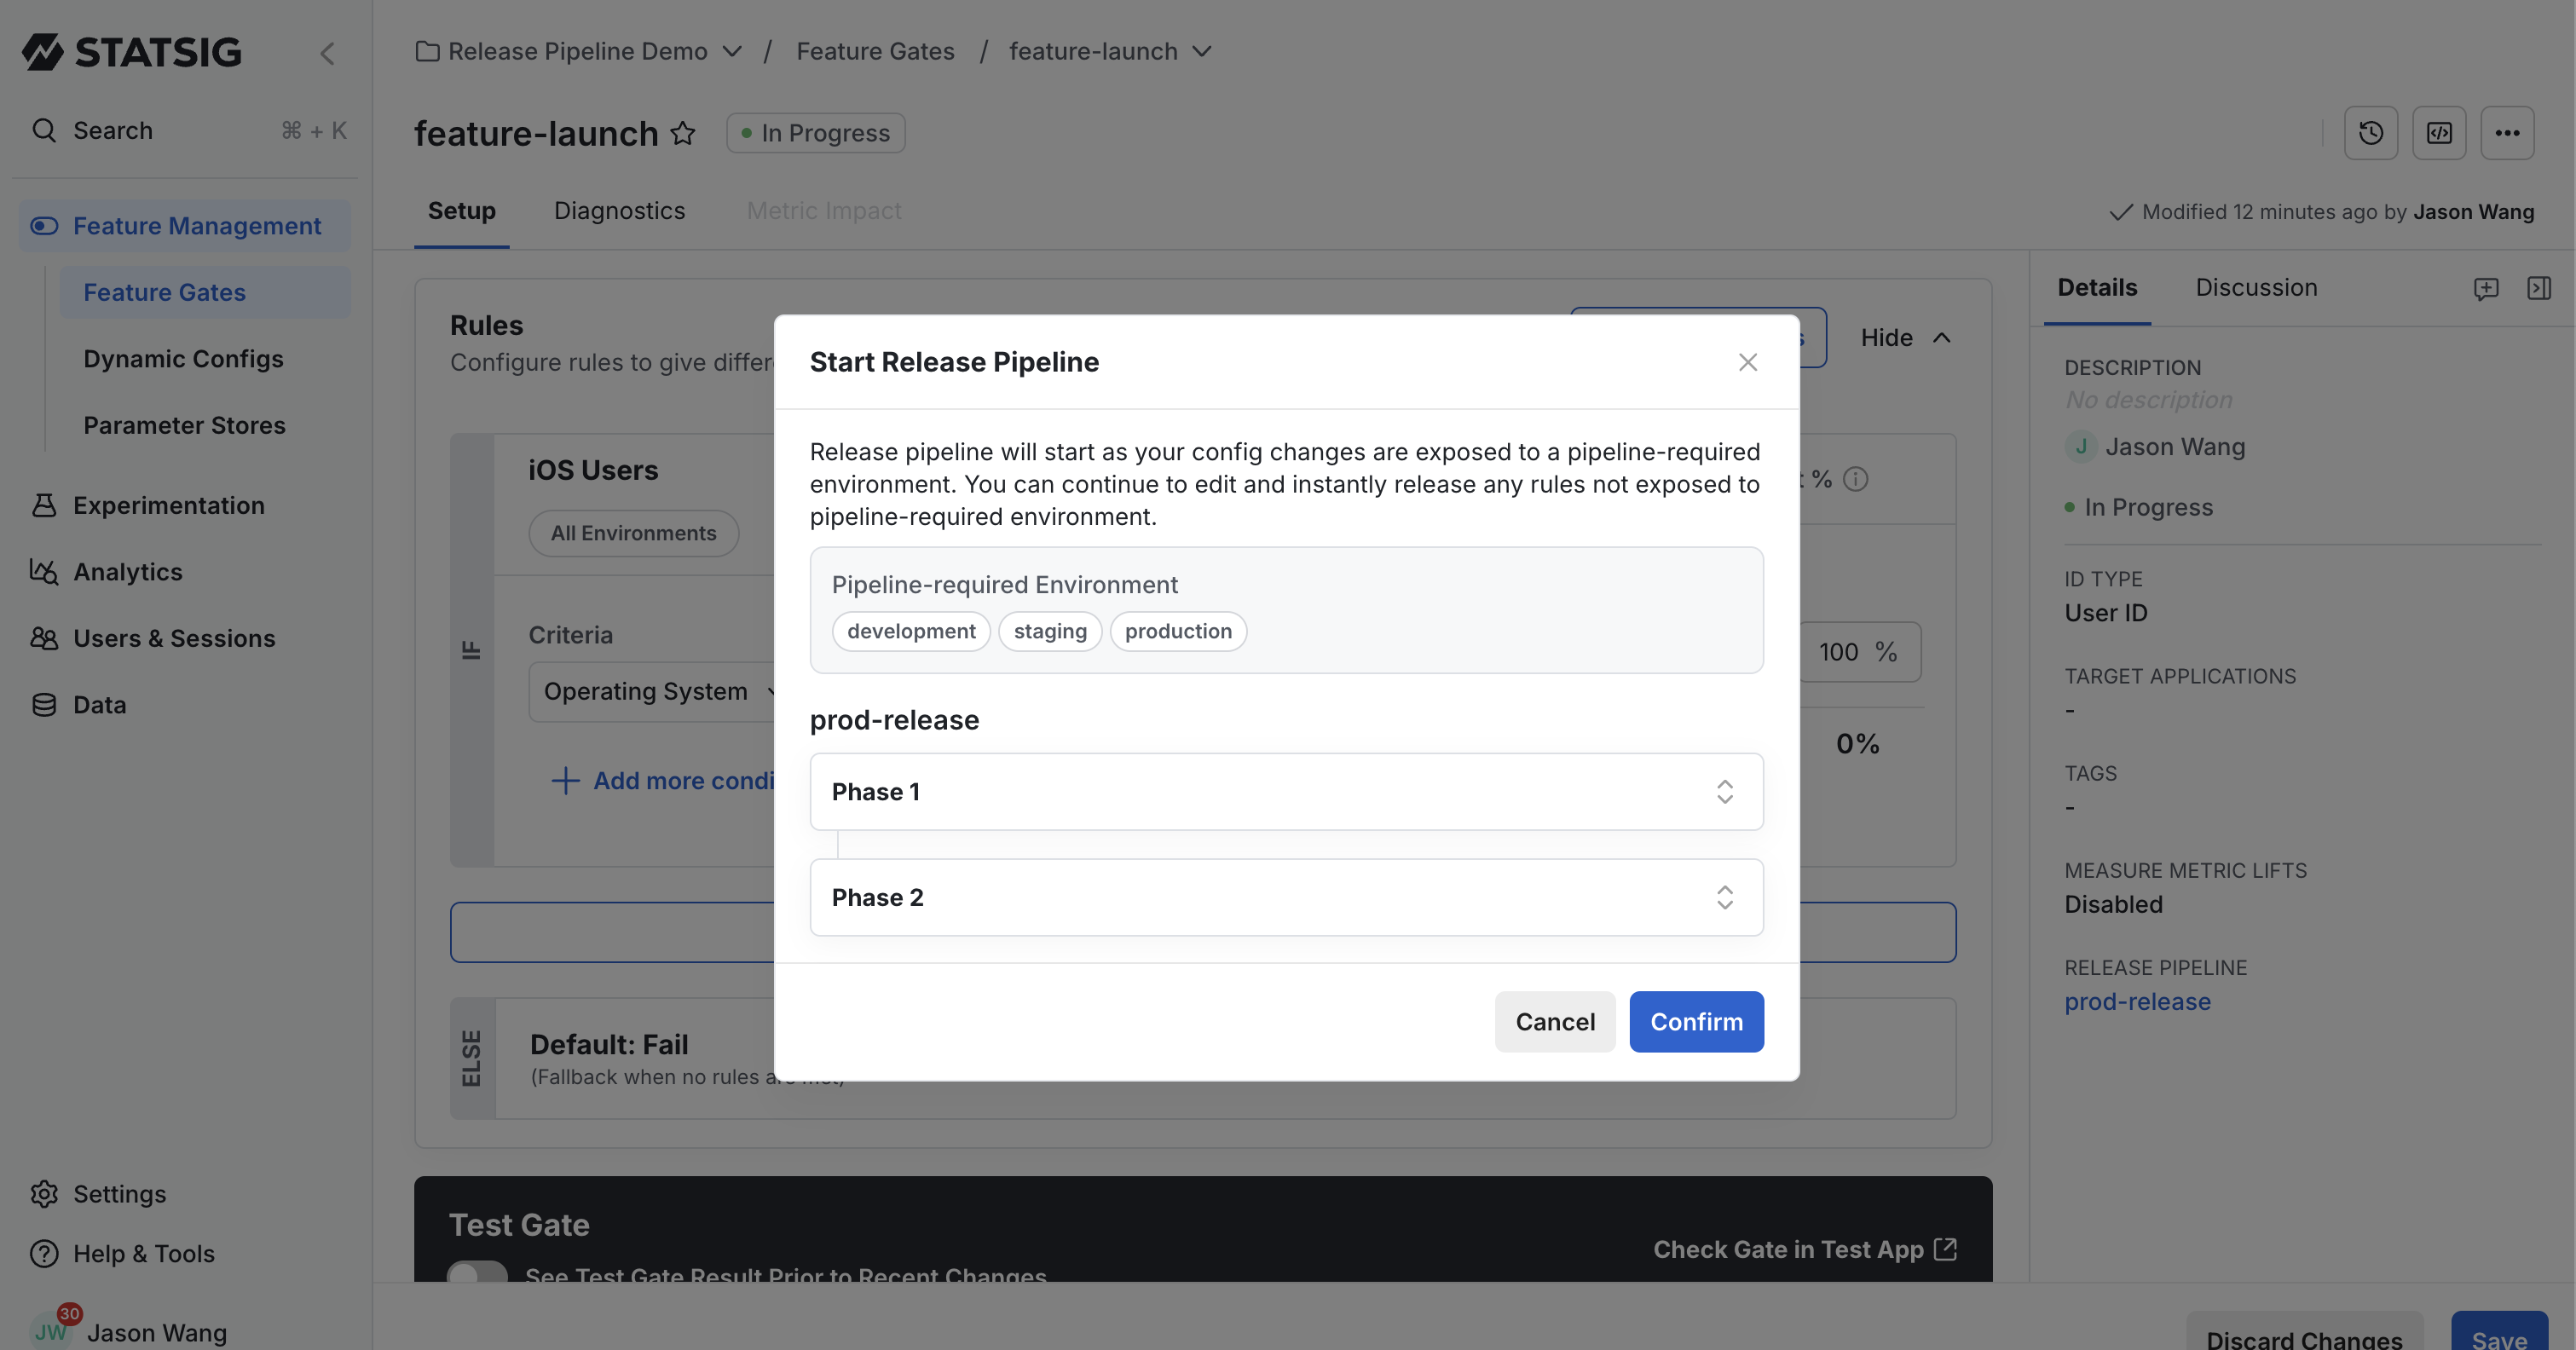 STATSIG
Search
⌘ + K
Feature Management
Feature Gates
Dynamic Configs
Parameter Stores
Experimentation
Analytics
Users & Sessions
Data
Settings
Help & Tools
30
JW
Jason Wang
Release Pipeline Demo / Feature Gates / feature-launch
feature-launch
In Progress
Setup
Diagnostics
Metric Impact
Modified 12 minutes ago by Jason Wang
Rules
Configure rules to give
Hide
IF
iOS Users
All Environments
%
Criteria
Operating System
100 %
0%
Add more
ELSE
Default: Fail
(Fallback when no rules are met)
Test Gate
See Test Gate Result Prior to Recent Changes
Check Gate in Test App
Start Release Pipeline
Release pipeline will start as your config changes are exposed to a pipeline-required
environment. You can continue to edit and instantly release any rules not exposed to
pipeline-required environment.
Pipeline-required Environment
development
staging
production
prod-release
Phase 1
Phase 2
Cancel
Confirm
Details
Discussion
DESCRIPTION
No description
J
Jason Wang
In Progress
ID TYPE
User ID
TARGET APPLICATIONS
-
TAGS
-
MEASURE METRIC LIFTS
Disabled
RELEASE PIPELINE
prod-release
Discard Changes
Save